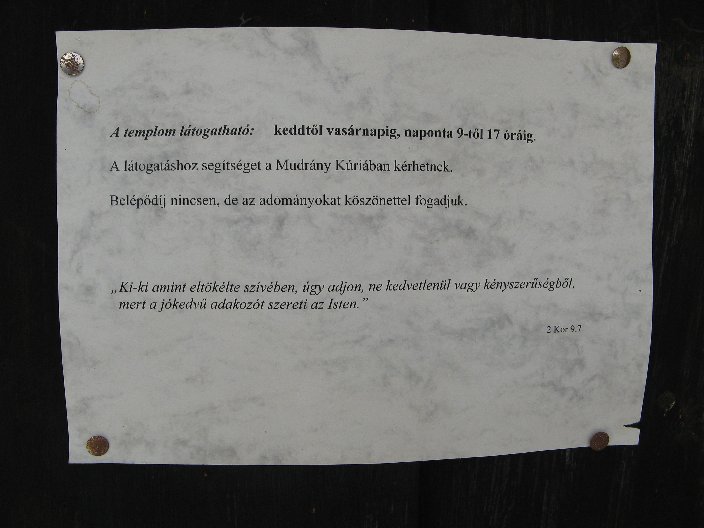 A templom látogatható: keddtől vasárnapig, naponta 9-től 17 óráig.
A látogatáshoz segítséget a Mudrány Kúriában kérhetnek.
Belépődíj nincsen, de az adományokat köszönettel fogadjuk.
„Ki-ki amint eltökélte szívében, úgy adjon, ne kedvetlenül vagy kényszerűségből,
mert a jókedvű adakozót szereti az Isten.”
2 Kor 9.7